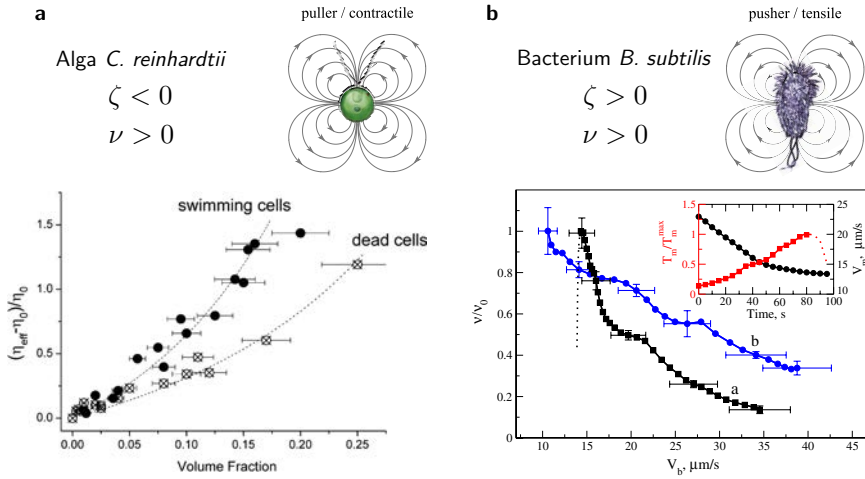 a
puller / contractile
Alga C. reinhardtii
ζ < 0
ν > 0
swimming cells
dead cells
(η_eff-η_0)/η_0
1.5
1.0
0.5
0.0
0.00 0.05 0.10 0.15 0.20 0.25
Volume Fraction
b
pusher / tensile
Bacterium B. subtilis
ζ > 0
ν > 0
ν/ν_0
1
0.8
0.6
0.4
0.2
0
10 15 20 25 30 35 40 45
V_b, μm/s
b
a
T_m/T_m^max
1.5
1
0.5
0
25
20
15
10
0 20 40 60 80 100
Time, s
μm/s